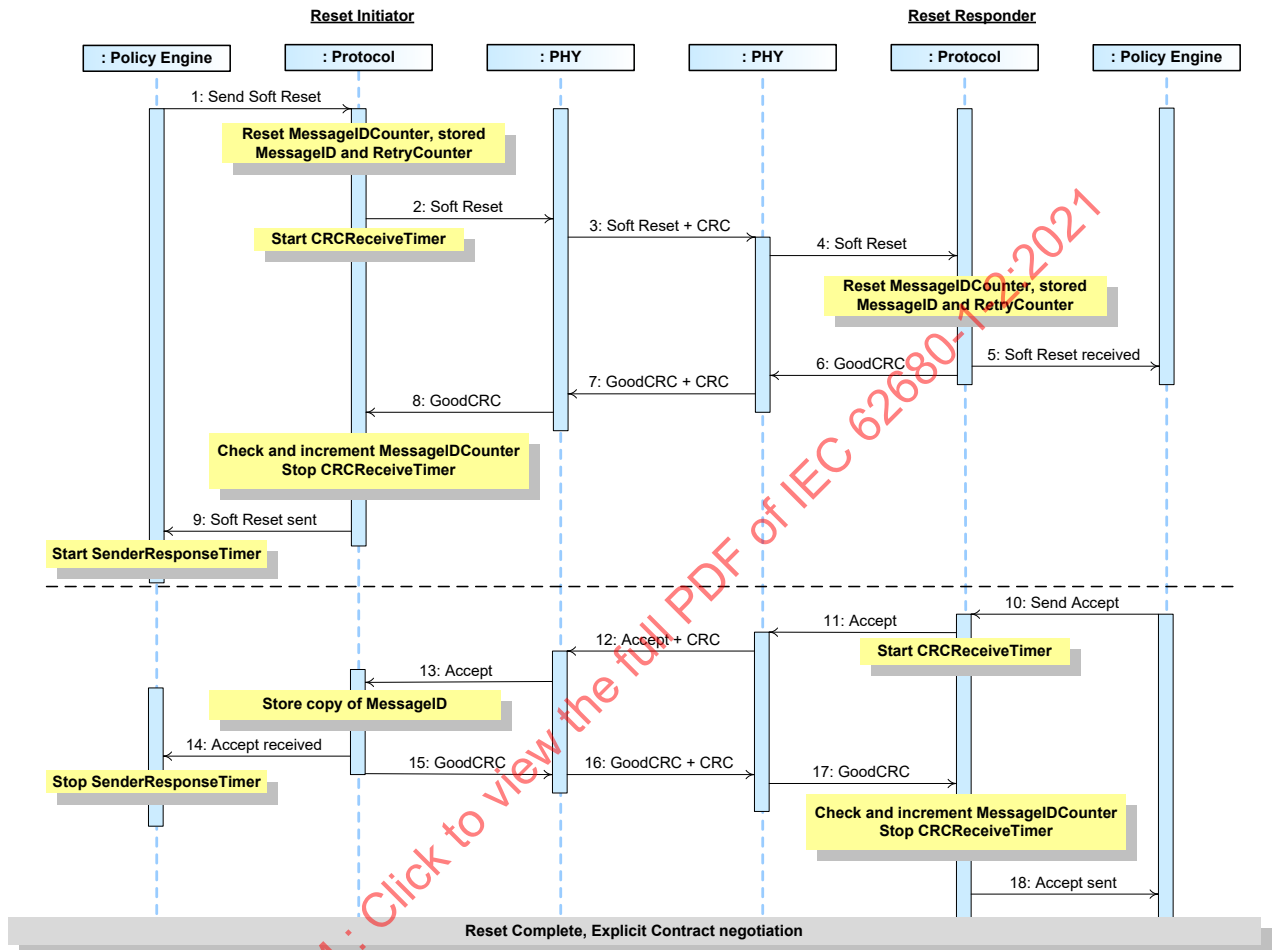 Reset Initiator
Reset Responder
: Policy Engine
: Protocol
: PHY
: PHY
: Protocol
: Policy Engine
1: Send Soft Reset
Reset MessageIDCounter, stored
MessageID and RetryCounter
2: Soft Reset
Start CRCReceiveTimer
3: Soft Reset + CRC
4: Soft Reset
Reset MessageIDCounter, stored
MessageID and RetryCounter
5: Soft Reset received
6: GoodCRC
7: GoodCRC + CRC
8: GoodCRC
Check and increment MessageIDCounter
Stop CRCReceiveTimer
9: Soft Reset sent
Start SenderResponseTimer
10: Send Accept
11: Accept
Start CRCReceiveTimer
12: Accept + CRC
13: Accept
Store copy of MessageID
14: Accept received
Stop SenderResponseTimer
15: GoodCRC
16: GoodCRC + CRC
17: GoodCRC
Check and increment MessageIDCounter
Stop CRCReceiveTimer
18: Accept sent
Reset Complete, Explicit Contract negotiation
: Click to view the full PDF of IEC 62680-1-2:2021